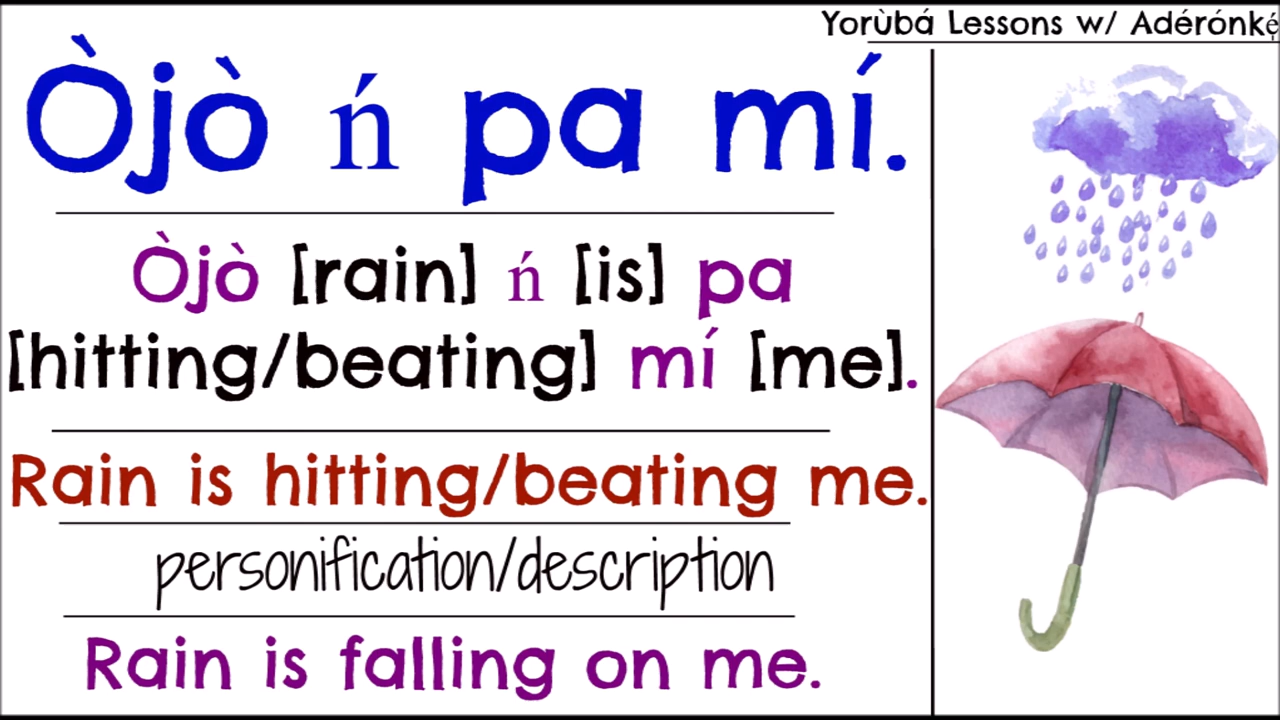 Yorùbá Lessons w/ Adérónkẹ́
Òjò ń pa mí.
Òjò [rain] ń [is] pa
[hitting/beating] mí [me].
Rain is hitting/beating me.
personification/description
Rain is falling on me.